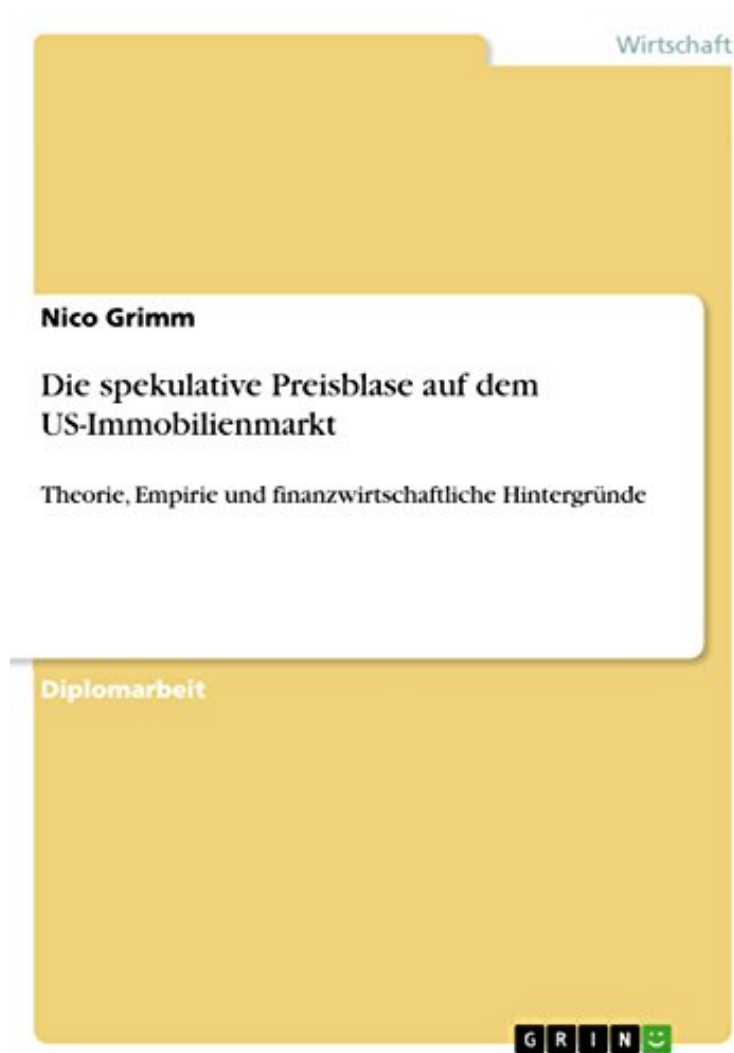 Wirtschaft
Nico Grimm
Die spekulative Preisblase auf dem
US-Immobilienmarkt
Theorie, Empirie und finanzwirtschaftliche Hintergründe
Diplomarbeit
GRIN